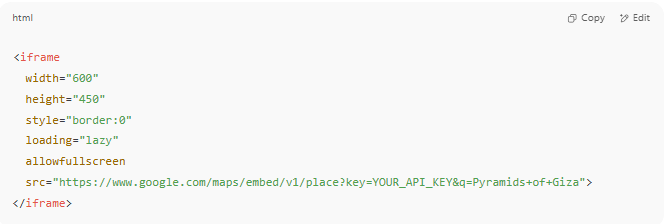 html Copy Edit
<iframe
width="600"
height="450"
style="border:0"
loading="lazy"
allowfullscreen
src="https://www.google.com/maps/embed/v1/place?key=YOUR_API_KEY&q=Pyramids+of+Giza">
</iframe>